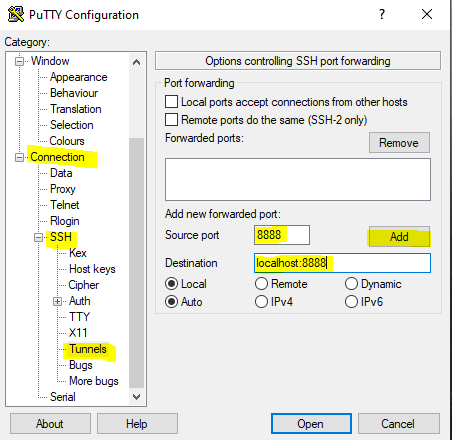 PuTTY Configuration
?
Category:
Window
Appearance
Behaviour
Translation
Selection
Colours
Connection
Data
Proxy
Telnet
Rlogin
SSH
Kex
Host keys
Cipher
Auth
TTY
X11
Tunnels
Bugs
More bugs
Serial
Options controlling SSH port forwarding
Port forwarding
Local ports accept connections from other hosts
Remote ports do the same (SSH-2 only)
Forwarded ports:
Remove
Add new forwarded port:
Source port 8888 Add
Destination localhost:8888
Local Remote Dynamic
Auto IPv4 IPv6
About Help Open Cancel